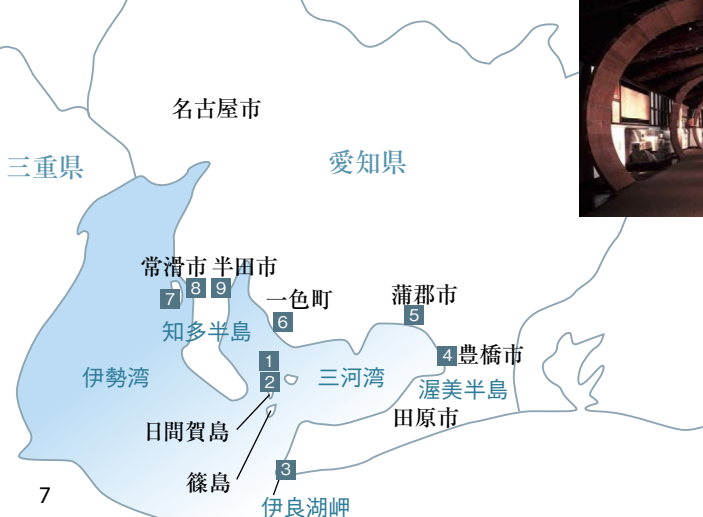 名古屋市
三重県
愛知県
常滑市 半田市
8 9
7
一色町
蒲郡市
5
6
知多半島
1
4 豊橋市
伊勢湾
2
三河湾
渥美半島
田原市
日間賀島
3
篠島
7
伊良湖岬